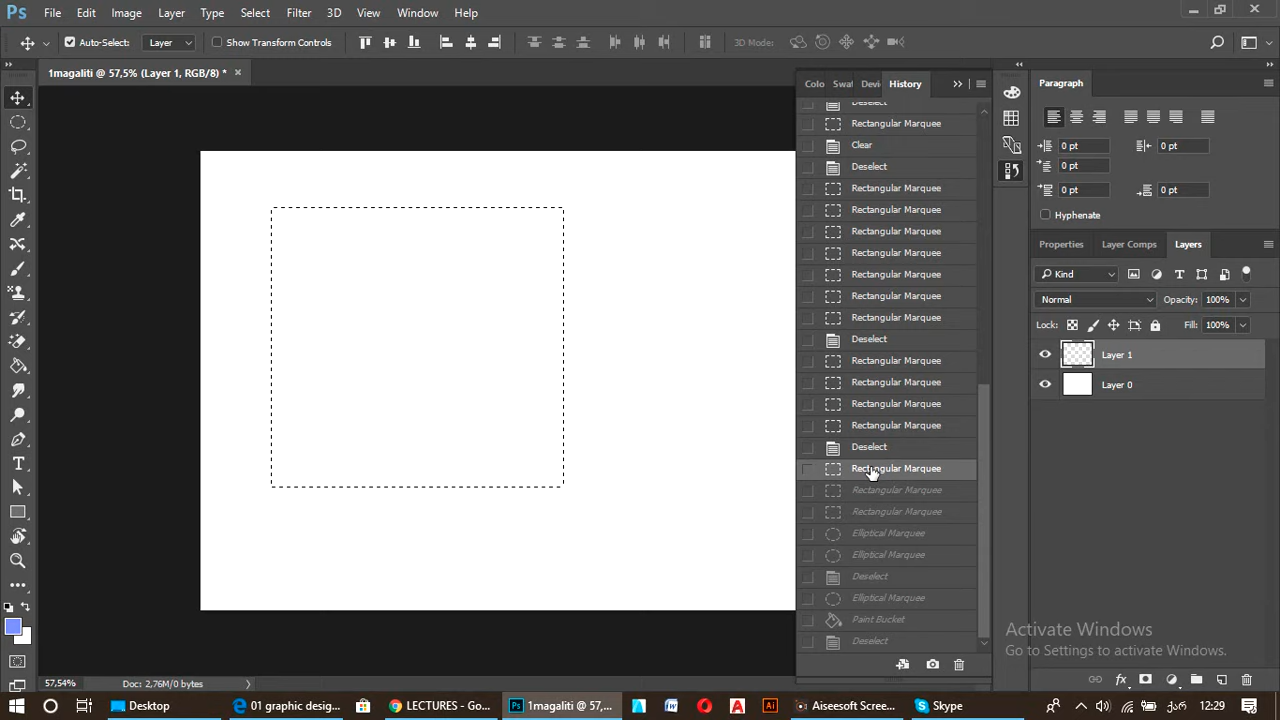 Ps File Edit Image Layer Type Select Filter 3D View Window Help
Auto-Select: Layer Show Transform Controls 3D Mode:
1magaliti @ 57,5% (Layer 1, RGB/8) * ×
Colo Swat Devi History
Paragraph
Deselect
Rectangular Marquee
Clear
Deselect
Rectangular Marquee
Rectangular Marquee
Rectangular Marquee
Rectangular Marquee
Rectangular Marquee
Rectangular Marquee
Rectangular Marquee
Deselect
Rectangular Marquee
Rectangular Marquee
Rectangular Marquee
Rectangular Marquee
Deselect
Rectangular Marquee
Rectangular Marquee
Rectangular Marquee
Elliptical Marquee
Elliptical Marquee
Deselect
Elliptical Marquee
Paint Bucket
Deselect
0 pt 0 pt
0 pt
0 pt 0 pt
Hyphenate
Properties Layer Comps Layers
Kind
Normal Opacity: 100%
Lock: Fill: 100%
Layer 1
Layer 0
Activate Windows
Go to Settings to activate Windows.
57,54% Doc: 2,76M/0 bytes
Desktop 01 graphic desig... LECTURES - Go... Ps 1magaliti @ 57,... Ai Aiseesoft Scree... Skype 12:29